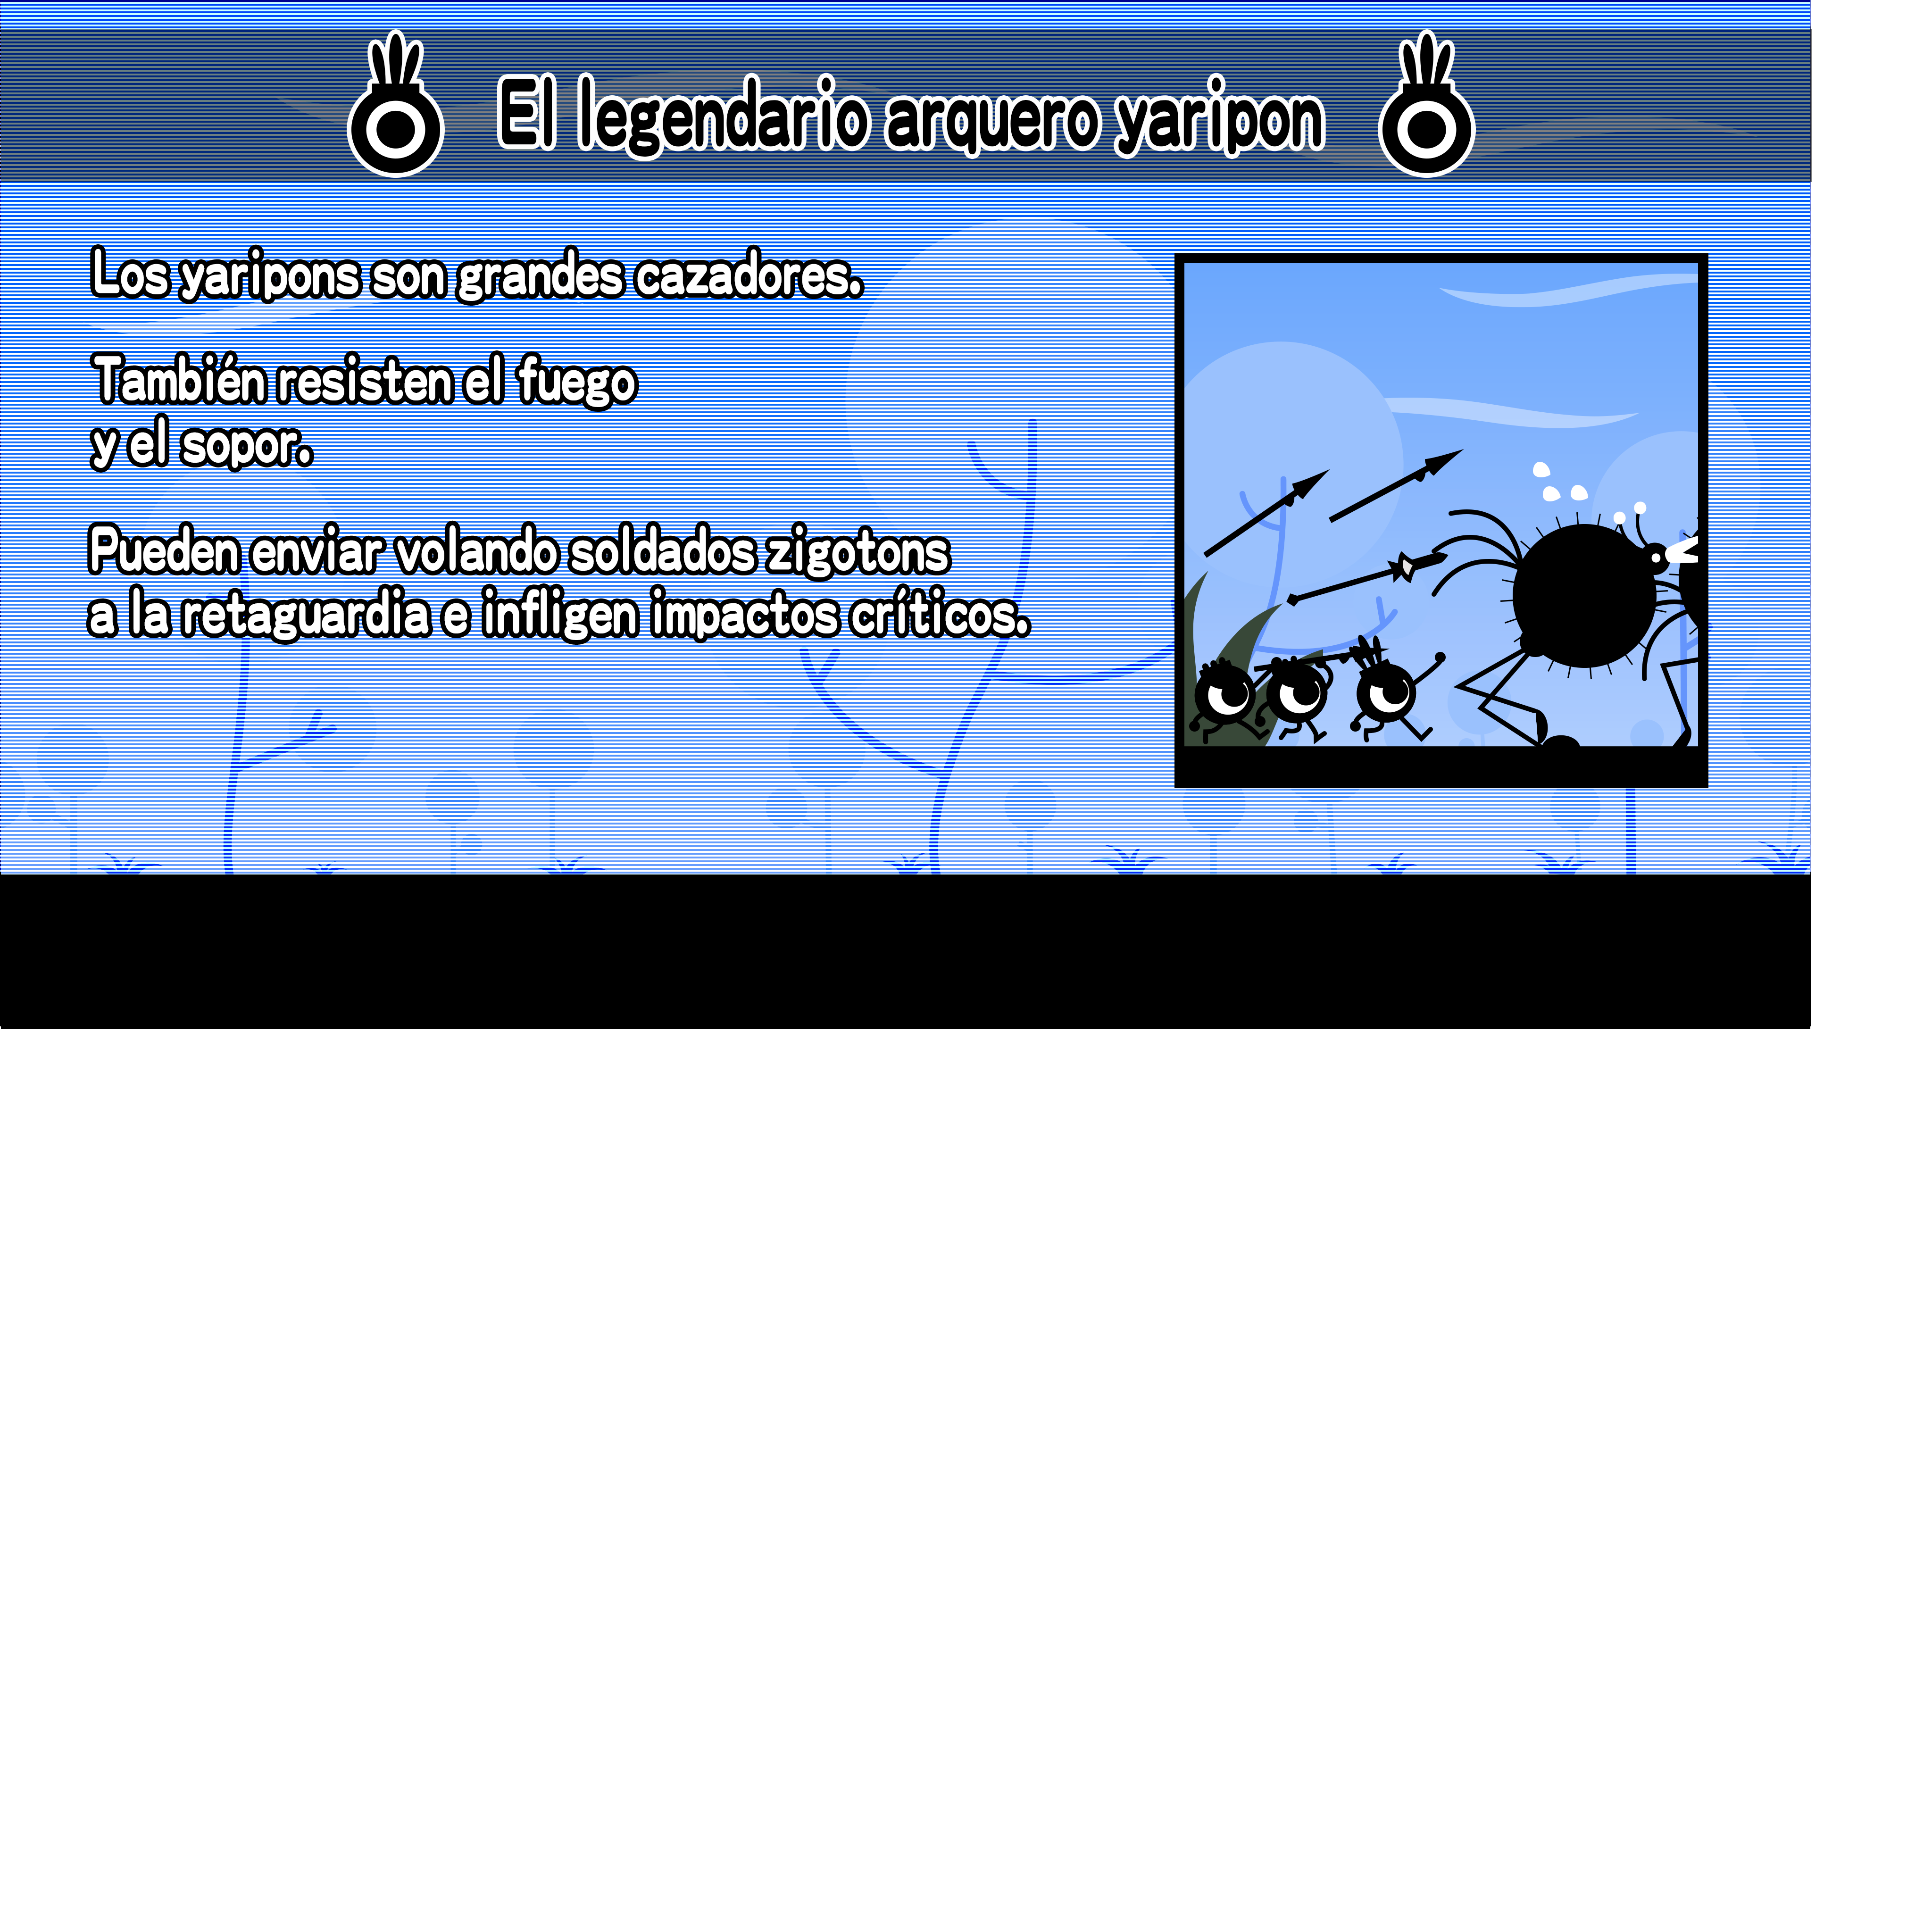 El legendario arquero yaripon
Los yaripons son grandes cazadores.
También resisten el fuego
y el sopor.
Pueden enviar volando soldados zigotons
a la retaguardia e infligen impactos críticos.